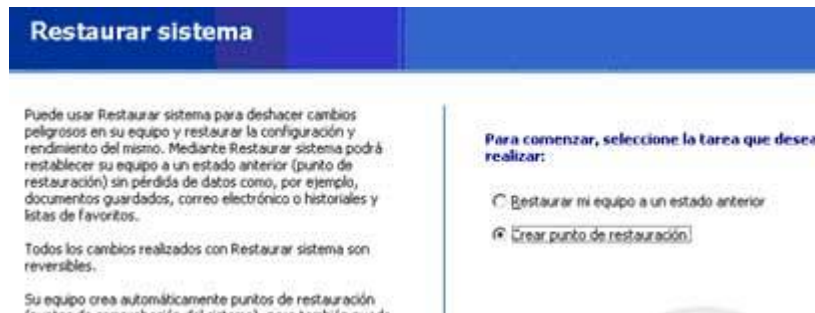 Restaurar sistema
Puede usar Restaurar sistema para deshacer cambios
peligrosos en su equipo y restaurar la configuración y
rendimiento del mismo. Mediante Restaurar sistema podrá
restablecer su equipo a un estado anterior (punto de
restauración) sin pérdida de datos como, por ejemplo,
documentos guardados, correo electrónico o historiales y
listas de favoritos.
Todos los cambios realizados con Restaurar sistema son
reversibles.
Su equipo crea automáticamente puntos de restauración
Para comenzar, seleccione la tarea que desea
realizar:
Restaurar mi equipo a un estado anterior
Crear punto de restauración